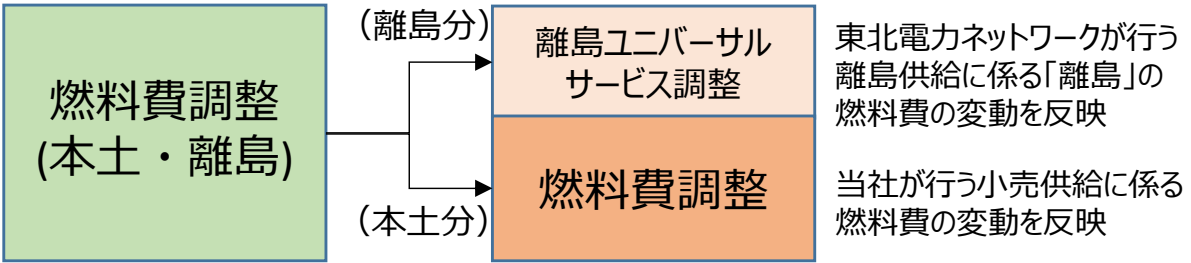 燃料費調整
(本土・離島)
（離島分）
（本土分）
離島ユニバーサル
サービス調整
燃料費調整
東北電力ネットワークが行う
離島供給に係る「離島」の
燃料費の変動を反映
当社が行う小売供給に係る
燃料費の変動を反映